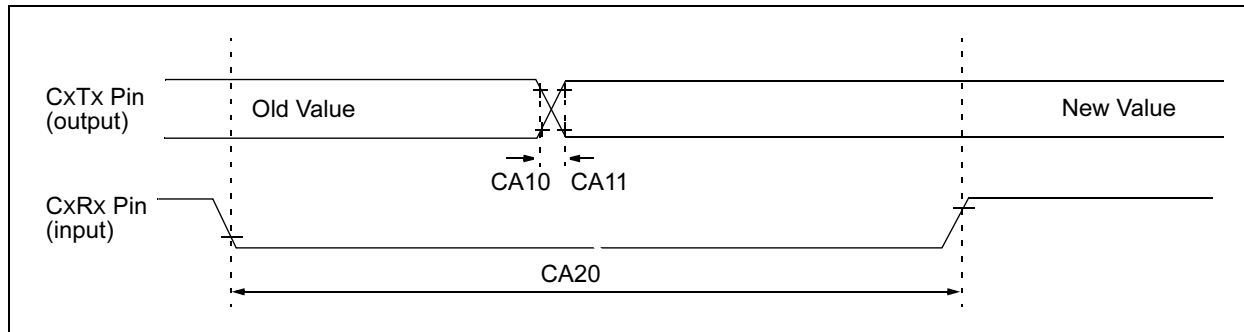 CxTx Pin
(output)
Old Value
New Value
CA10 CA11
CxRx Pin
(input)
CA20